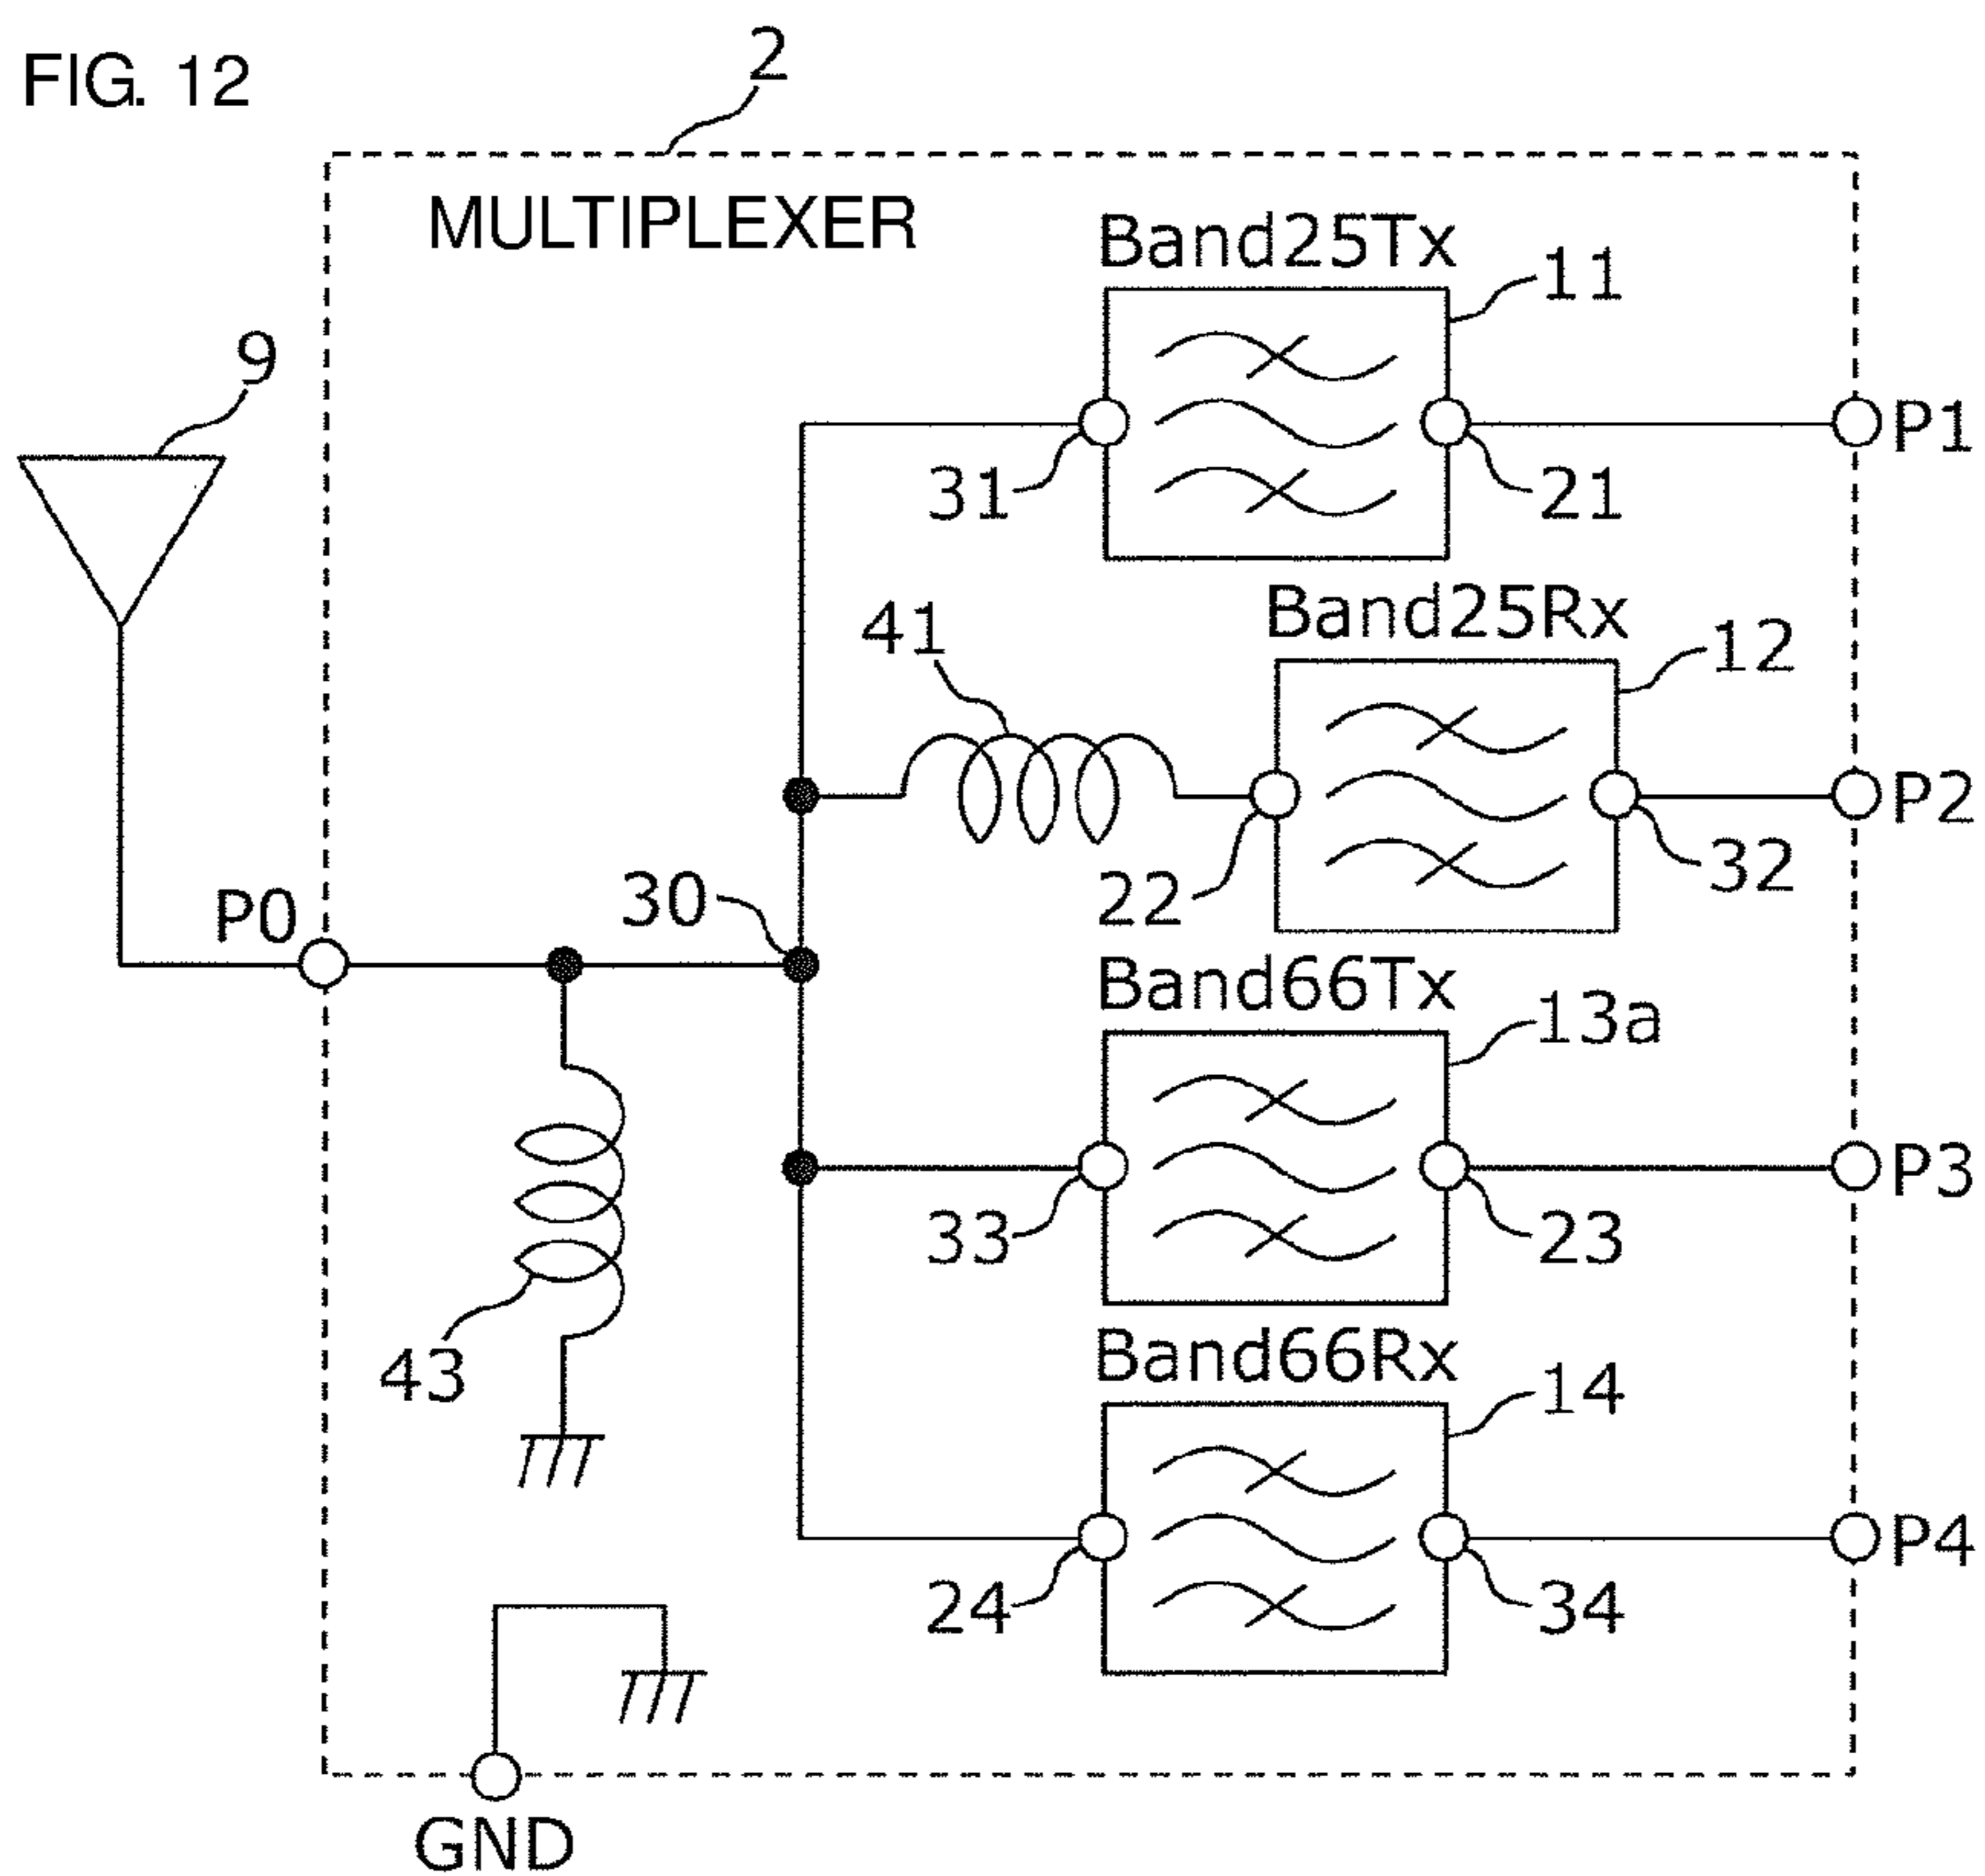 FIG. 12
2
MULTIPLEXER
Band25Tx
11
9
31
21
P1
Band25Rx
41
12
P2
22
32
30
P0
Band66Tx
13a
33
23
P3
43
Band66Rx
14
24
34
P4
GND